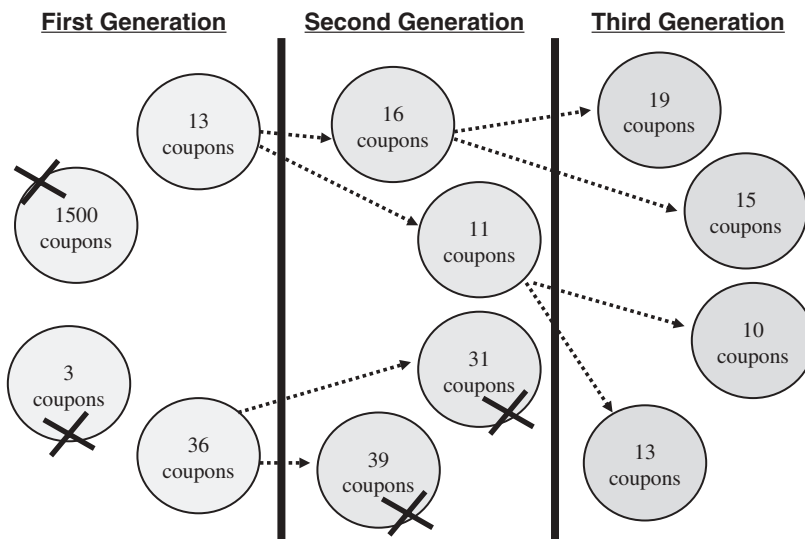 First Generation
Second Generation
Third Generation
13
coupons
1500
coupons
3
coupons
36
coupons
16
coupons
11
coupons
31
coupons
39
coupons
19
coupons
15
coupons
10
coupons
13
coupons